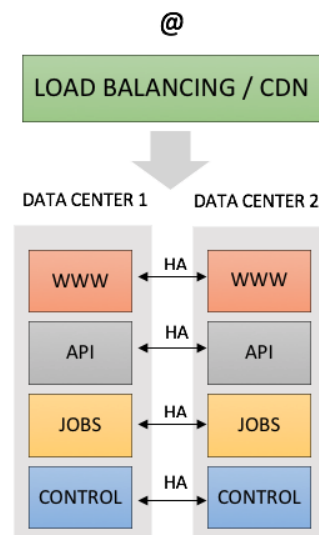 @
LOAD BALANCING / CDN
DATA CENTER 1
DATA CENTER 2
WWW
HA
WWW
API
HA
API
JOBS
HA
JOBS
CONTROL
HA
CONTROL